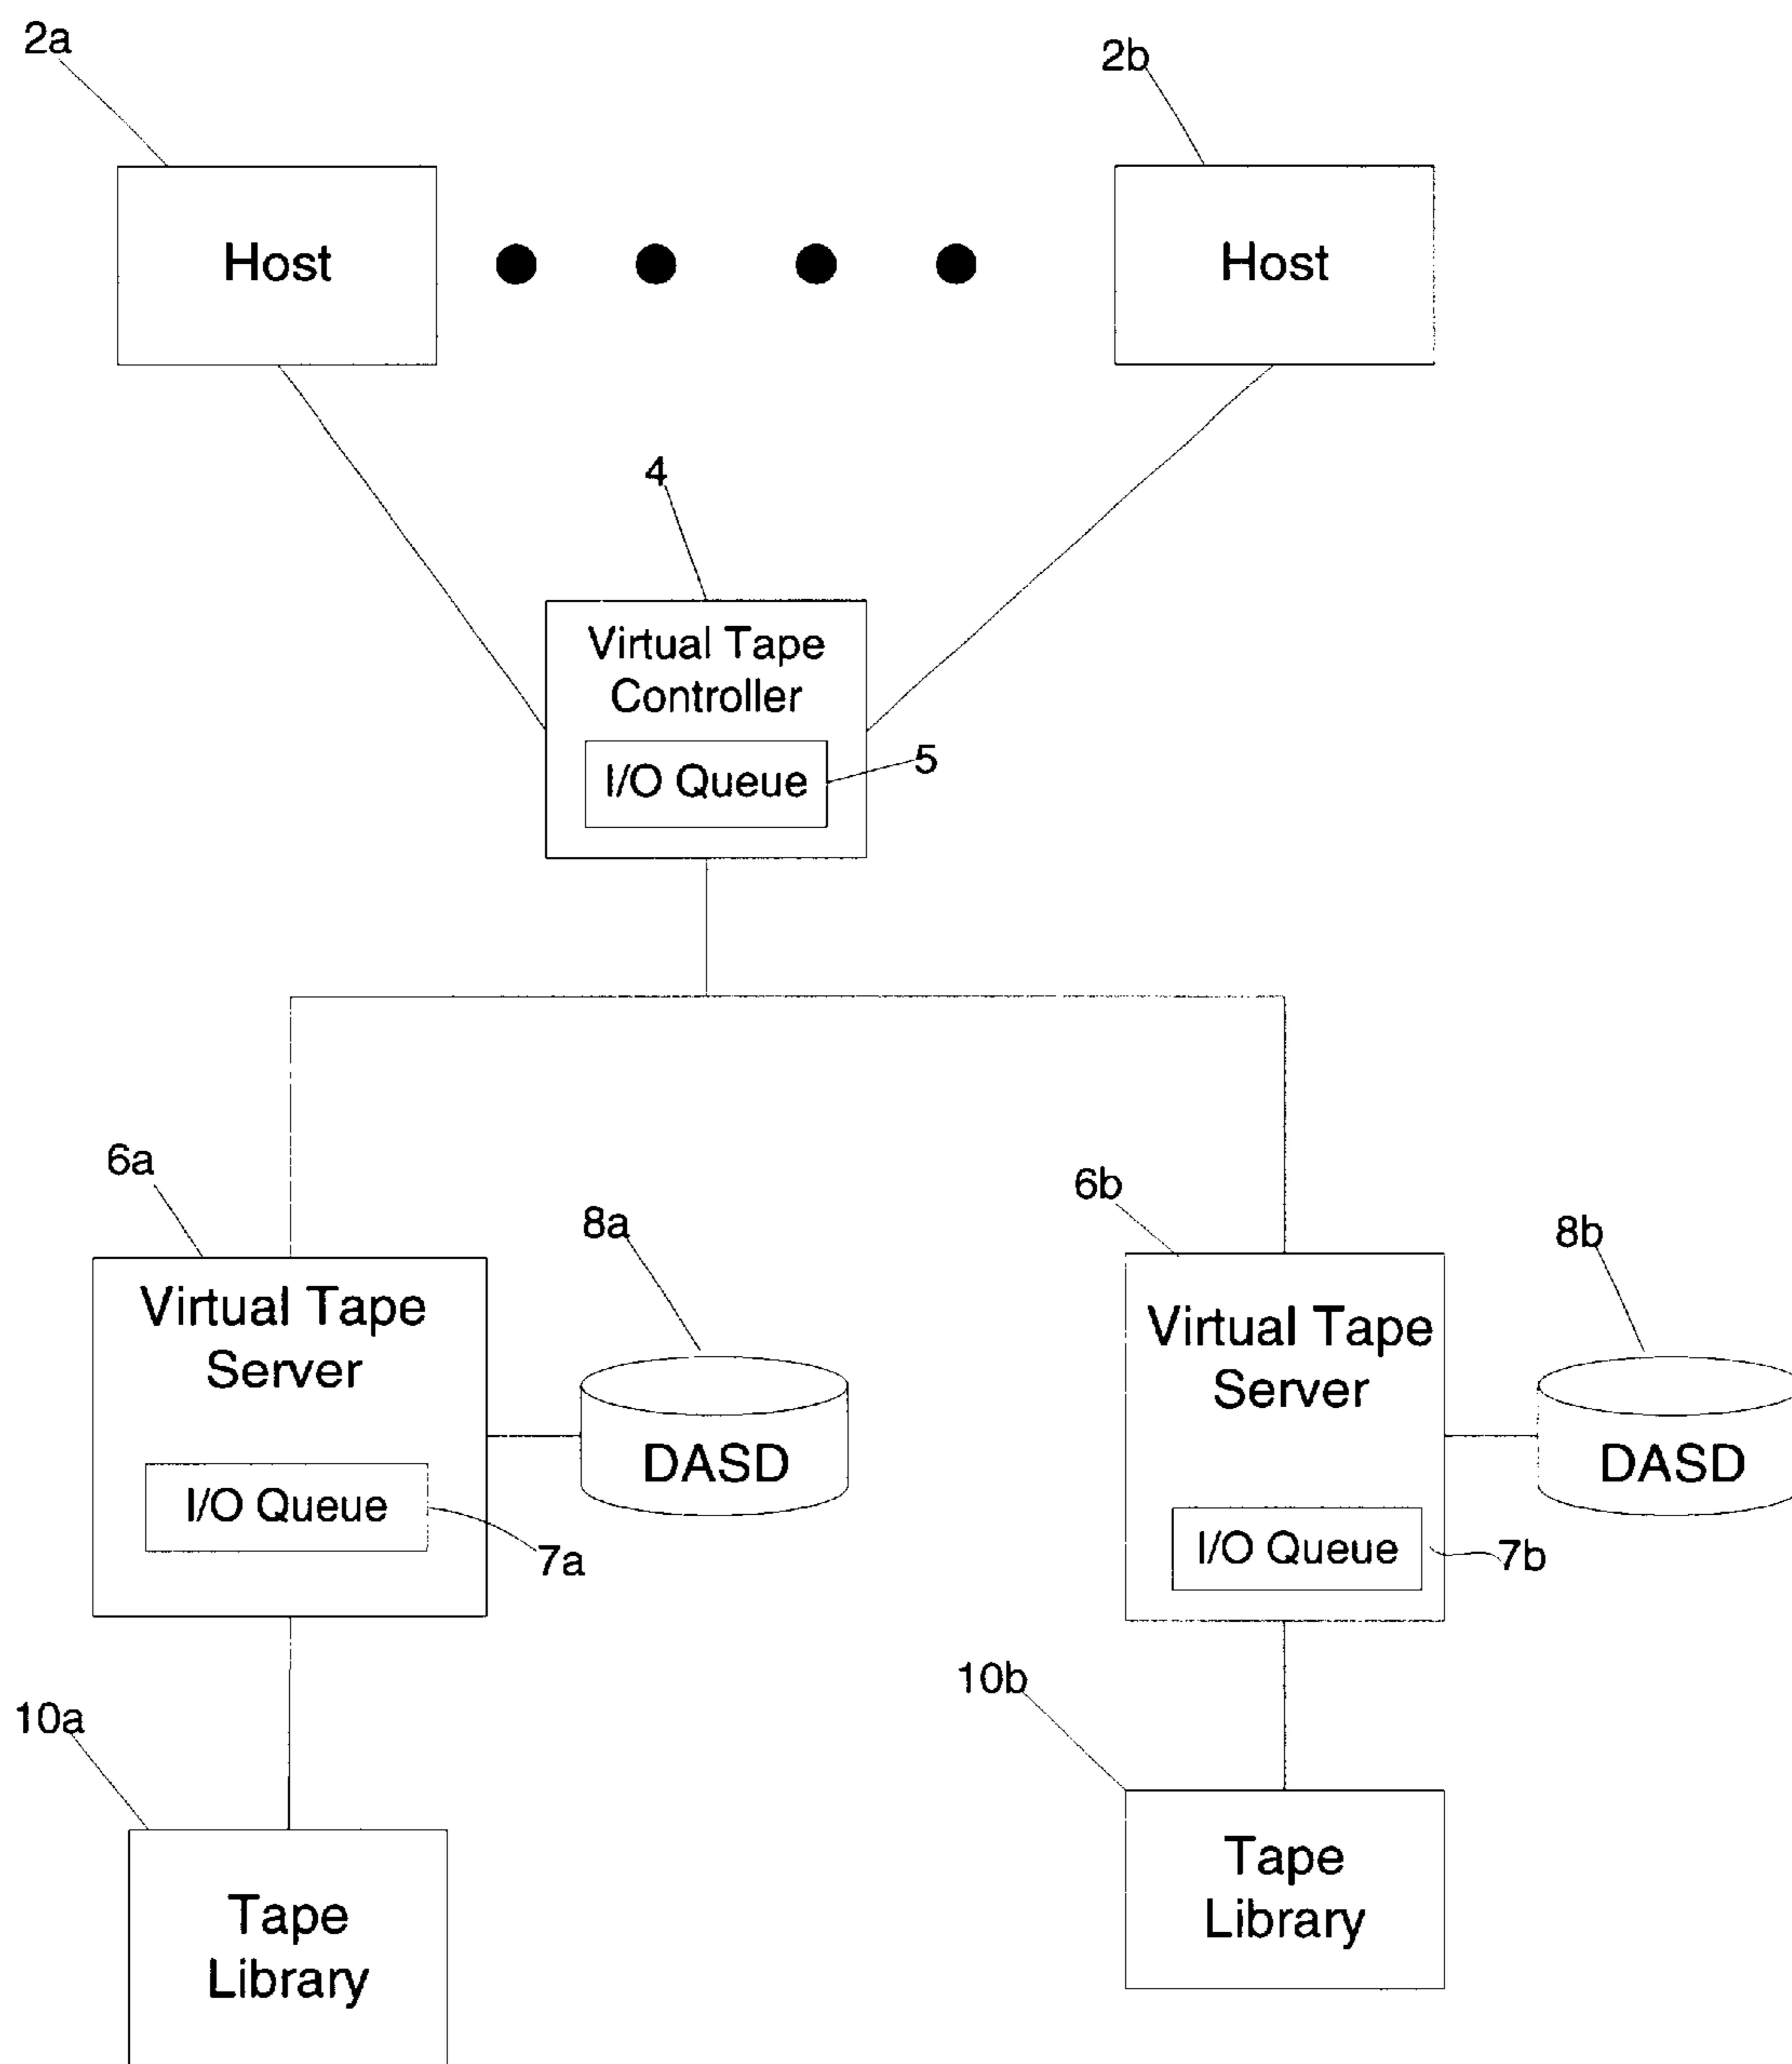 2a
2b
Host
Host
4
Virtual Tape
Controller
I/O Queue
5
6a
6b
8a
8b
Virtual Tape
Server
I/O Queue
7a
DASD
Virtual Tape
Server
I/O Queue
7b
DASD
10a
10b
Tape
Library
Tape
Library